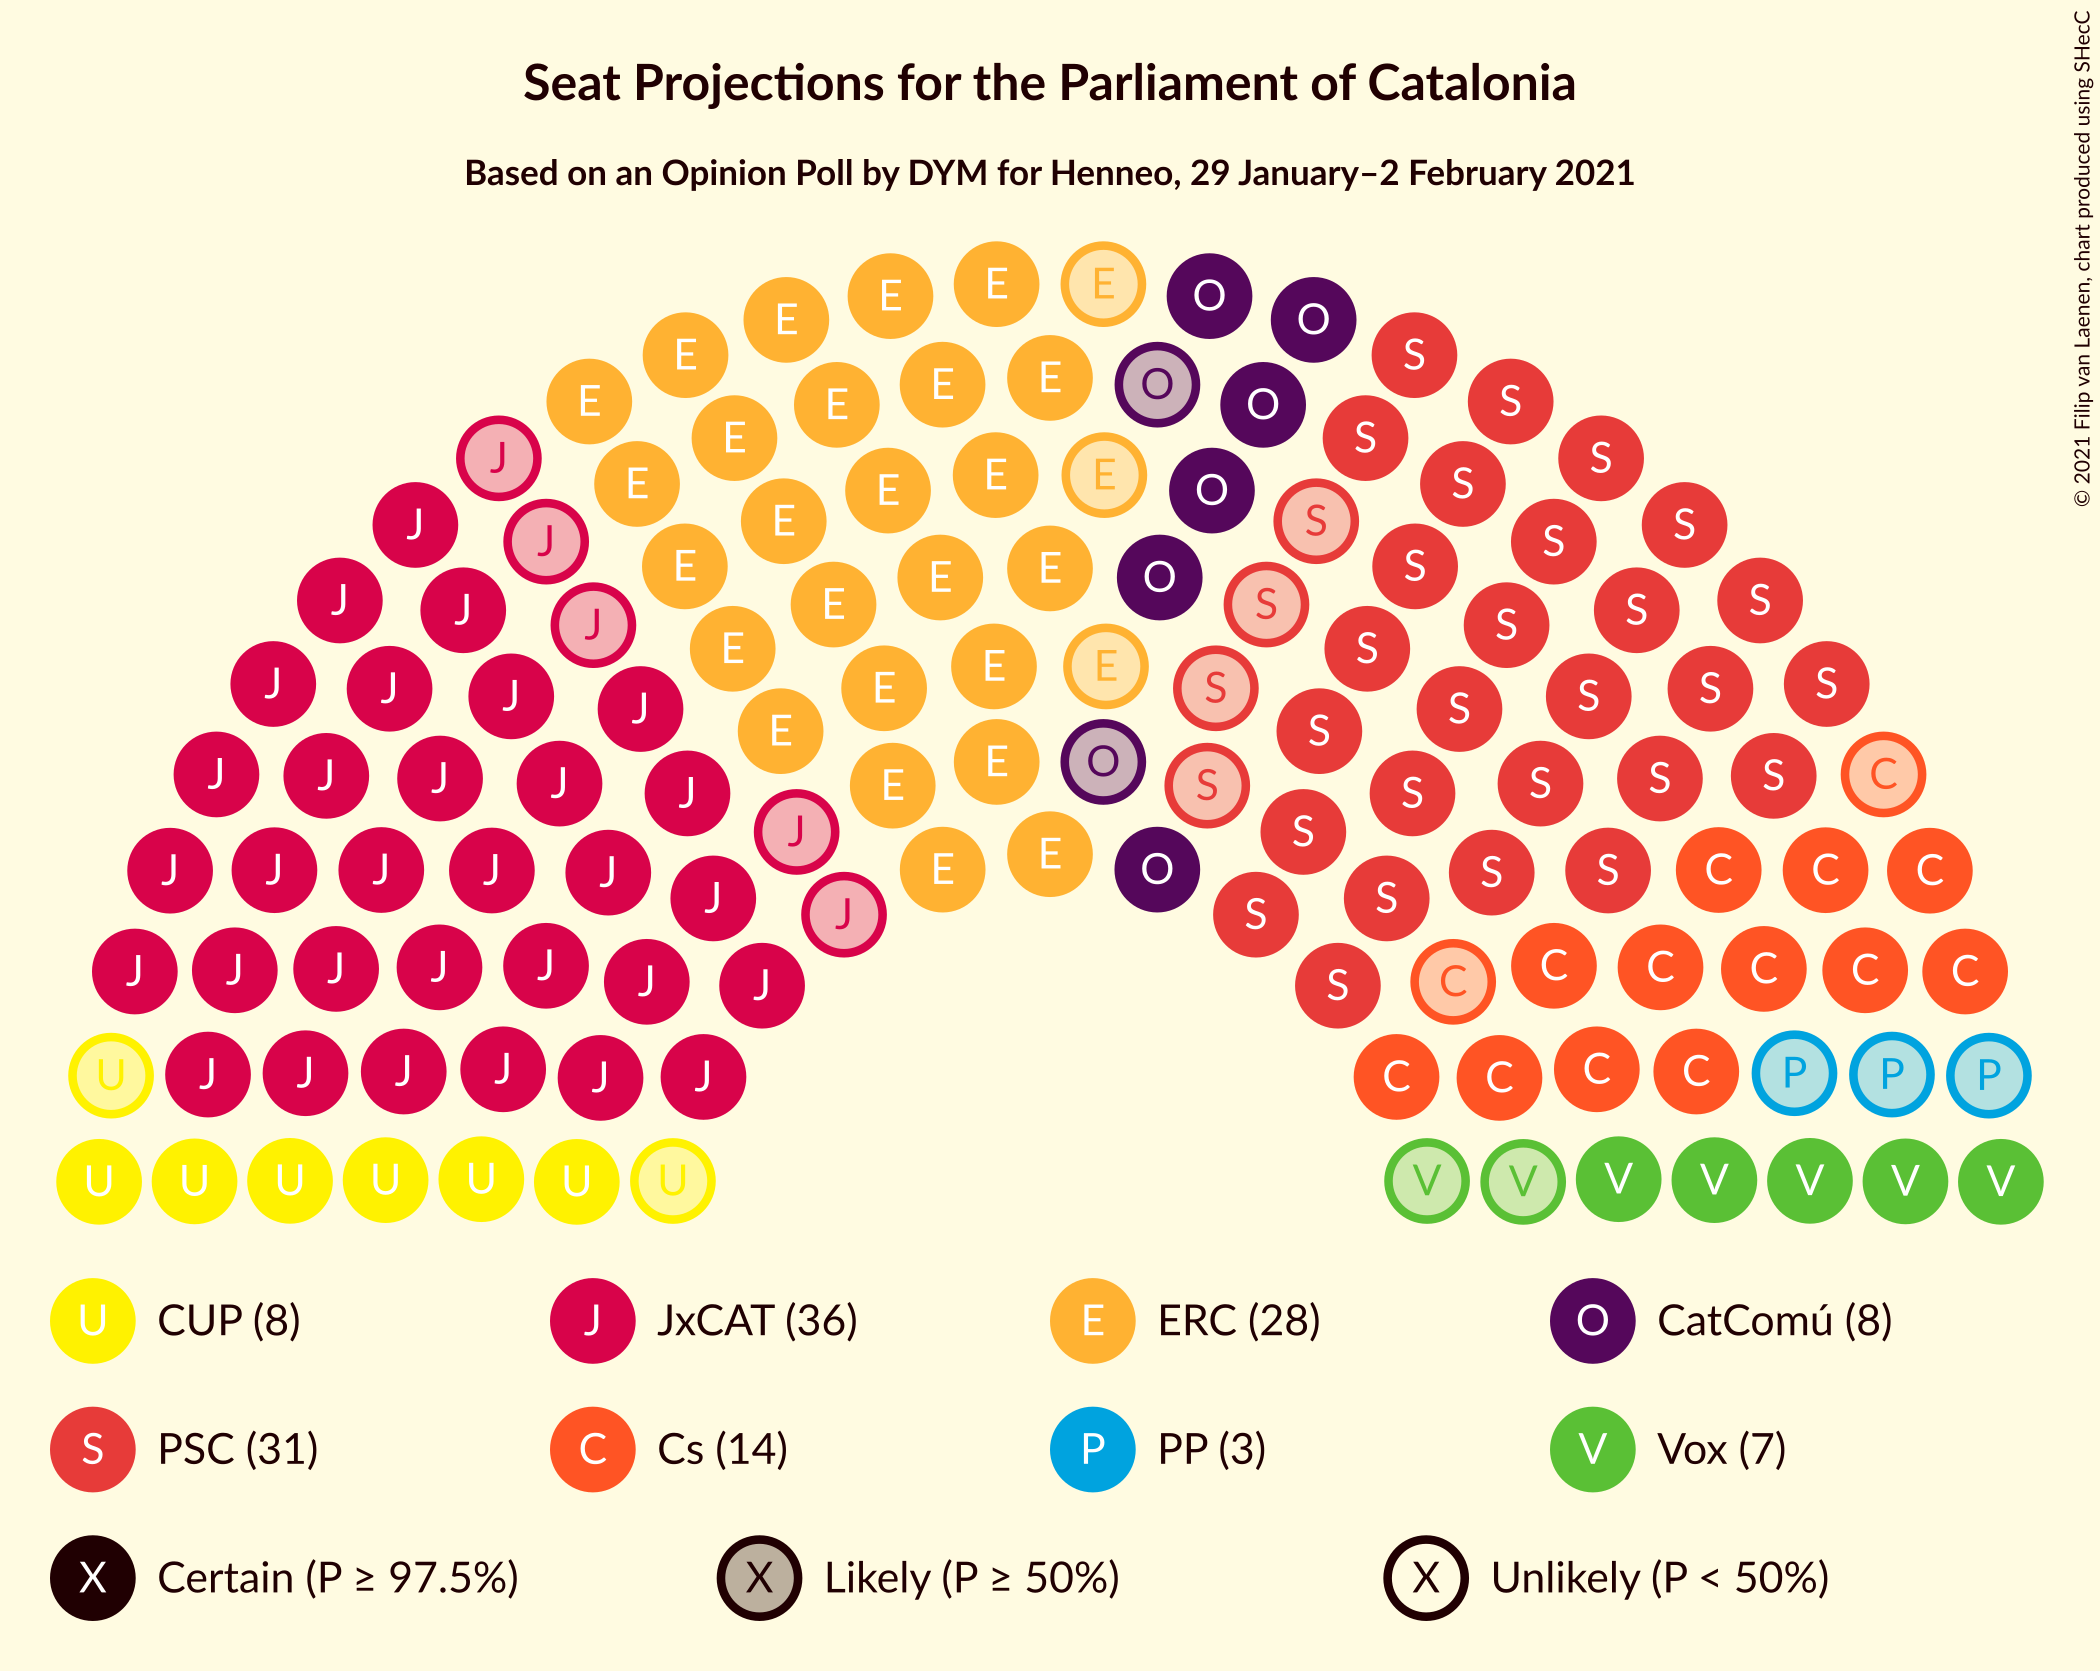 Seat Projections for the Parliament of Catalonia
Based on an Opinion Poll by DYM for Henneo, 29 January–2 February 2021
© 2021 Filip van Laenen, chart produced using SHecC
E E
E O
E O
E S
E E O
E E O S
E S
J S
E E E E O S
J E S S
J S
E E E O S
J J E S S S
J S
E S
E E
J J J J E S S S S S
E S
J J J J J E E O S S S S S C
J S
J J J J J E E O S S C C C
J J S S
J J J J J J J S C C C C C C
U J J J J J J C C C C P P P
U U U U U U U V V V V V V V
U CUP (8)
J JxCAT (36)
E ERC (28)
O CatComú (8)
S PSC (31)
C Cs (14)
P PP (3)
V Vox (7)
X Certain (P ≥ 97.5%)
X Likely (P ≥ 50%)
X Unlikely (P < 50%)